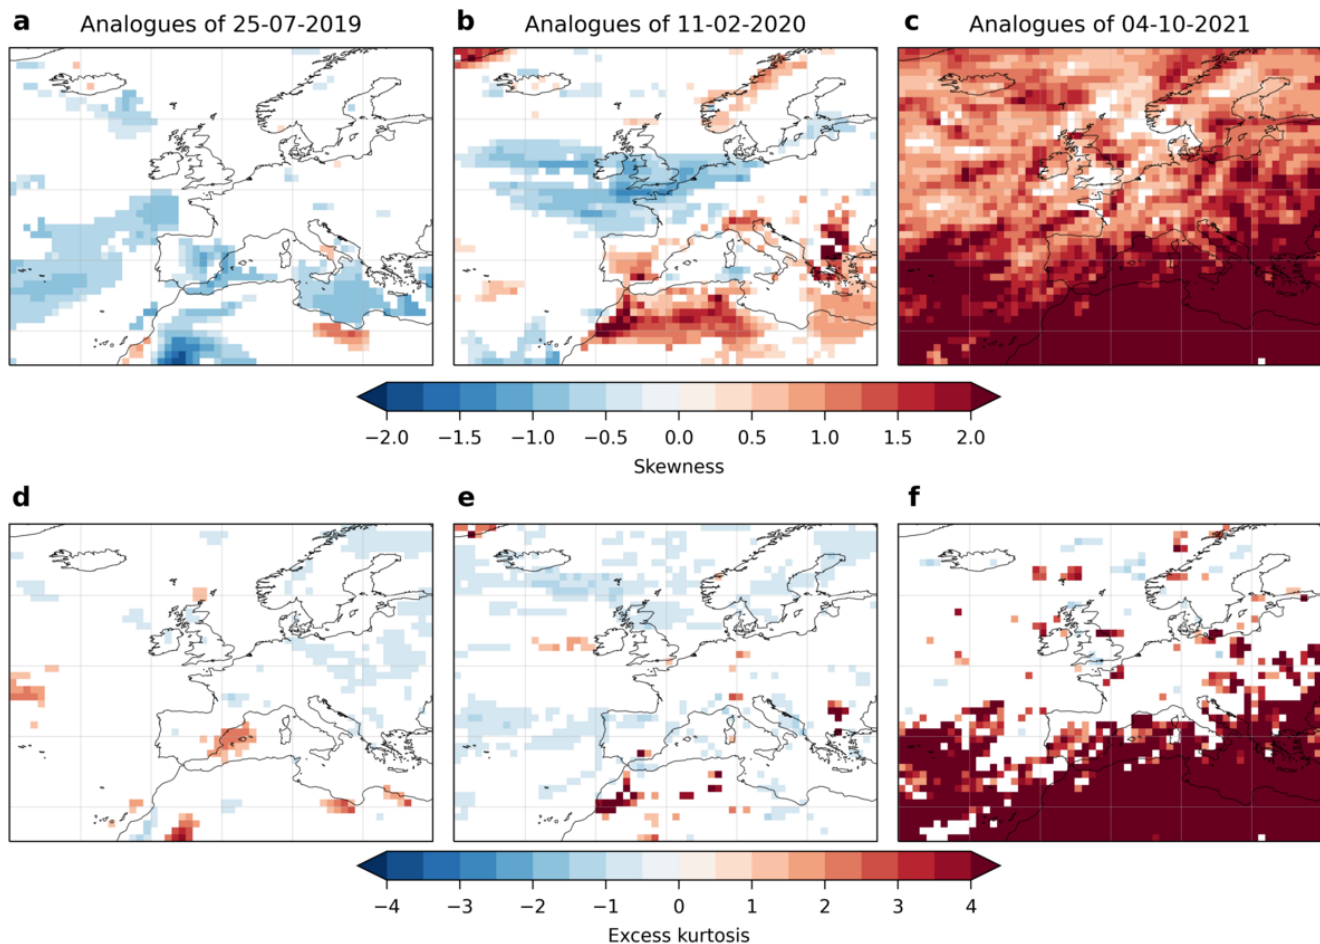 a Analogues of 25-07-2019
b Analogues of 11-02-2020
c Analogues of 04-10-2021
−2.0 −1.5 −1.0 −0.5 0.0 0.5 1.0 1.5 2.0
Skewness
d
e
f
−4 −3 −2 −1 0 1 2 3 4
Excess kurtosis